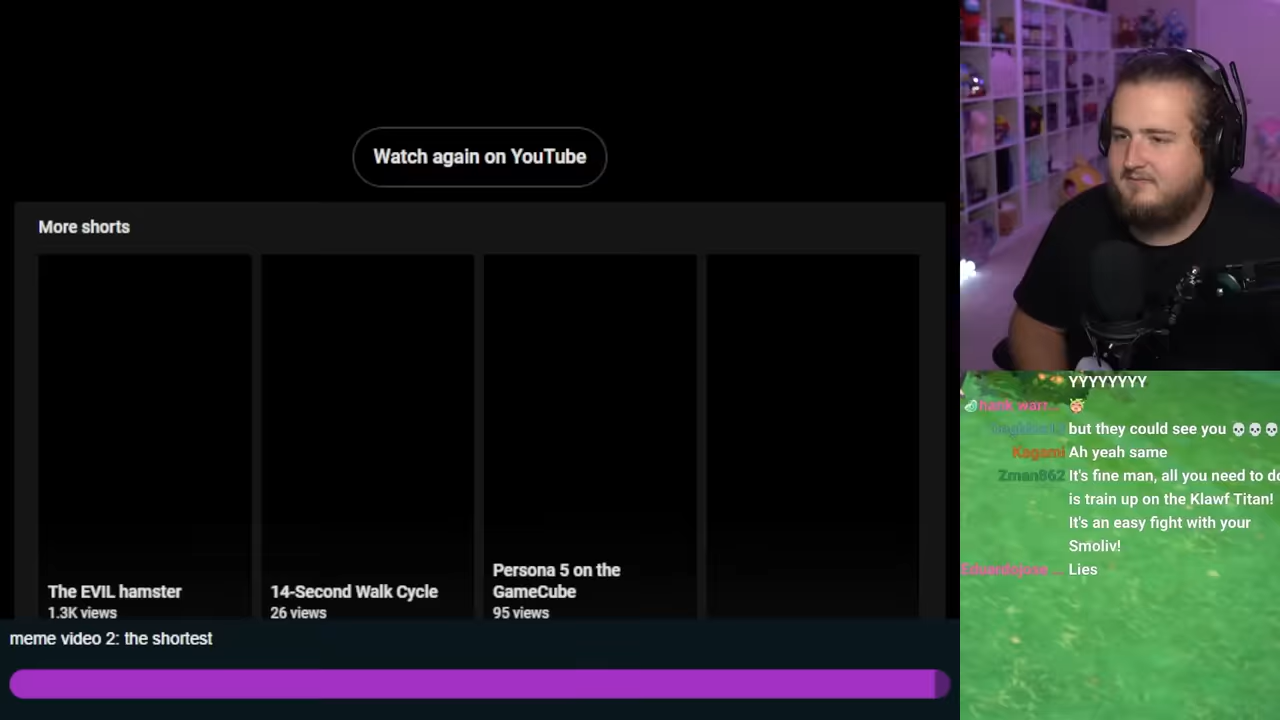 Watch again on YouTube
More shorts
The EVIL hamster
1.3K views
14-Second Walk Cycle
26 views
Persona 5 on the
GameCube
95 views
meme video 2: the shortest
YYYYYYYY
hank warr...
but they could see you 💀💀💀
Kogami Ah yeah same
Zman862 It's fine man, all you need to do
is train up on the Klawf Titan!
It's an easy fight with your
Smoliv!
Eduardojose ... Lies